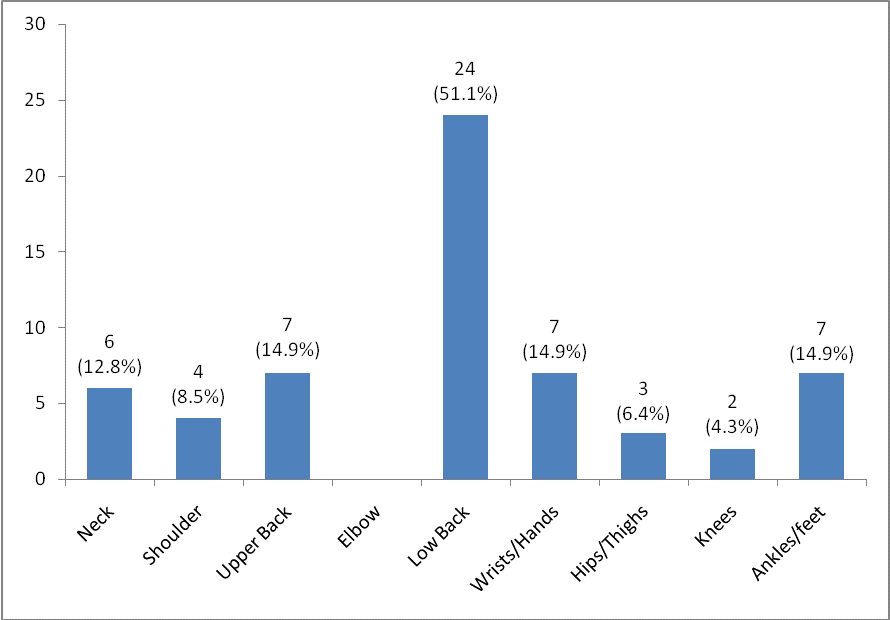 30
25
20
15
10
5
0
6
(12.8%)
4
(8.5%)
7
(14.9%)
24
(51.1%)
7
(14.9%)
3
(6.4%)
2
(4.3%)
7
(14.9%)
Neck
Shoulder
Upper Back
Elbow
Low Back
Wrists/Hands
Hips/Thighs
Knees
Ankles/feet